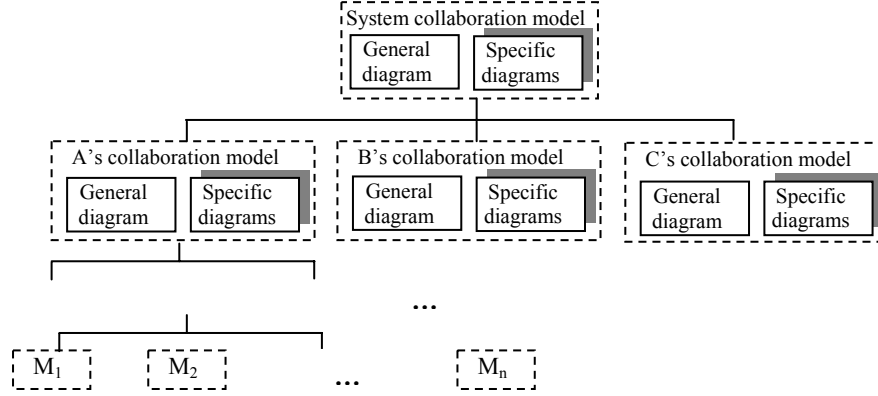 System collaboration model
General
diagram
Specific
diagrams
A's collaboration model
General
diagram
Specific
diagrams
B's collaboration model
General
diagram
Specific
diagrams
C's collaboration model
General
diagram
Specific
diagrams
...
M₁
M₂
...
Mₙ